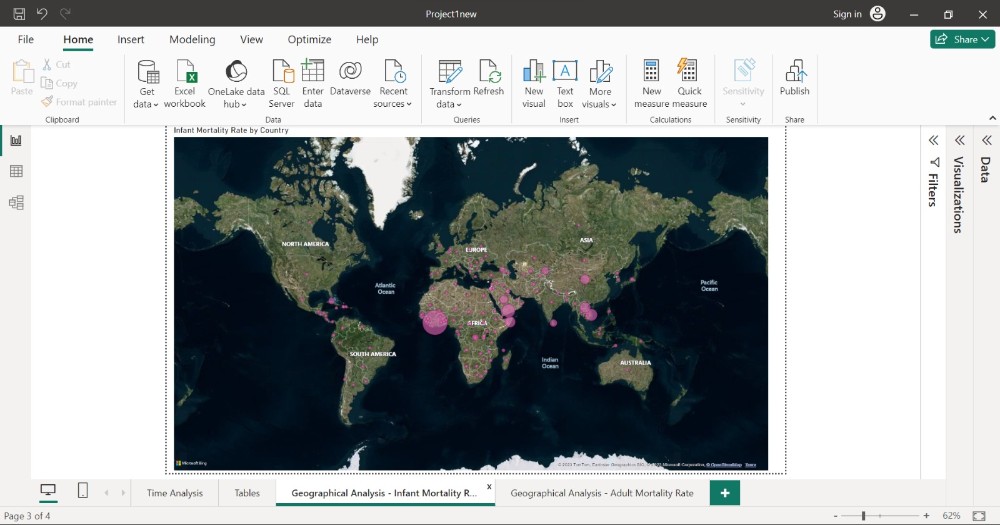 Project1new
Sign in
File
Home
Insert
Modeling
View
Optimize
Help
Share
Paste
Cut
Copy
Format painter
Get
data
Excel
workbook
OneLake data
hub
SQL
Server
Enter
data
Dataverse
Recent
sources
Transform
data
Refresh
New
visual
Text
box
More
visuals
New
measure
Quick
measure
Sensitivity
Publish
Clipboard
Data
Queries
Insert
Calculations
Sensitivity
Share
Infant Mortality Rate by Country
NORTH AMERICA
EUROPE
ASIA
Atlantic
Ocean
Pacific
Ocean
AFRICA
SOUTH AMERICA
Indian
Ocean
AUSTRALIA
Microsoft Bing
© 2023 TomTom, Earthstar Geographics SIO, © 2023 Microsoft Corporation, © OpenStreetMap Terms
Filters
Visualizations
Data
Time Analysis
Tables
Geographical Analysis - Infant Mortality R...
x
Geographical Analysis - Adult Mortality Rate
+
Page 3 of 4
- + 62%